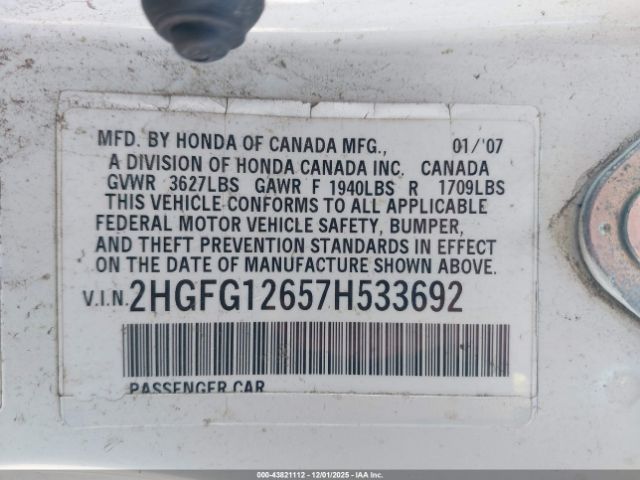 MFD. BY HONDA OF CANADA MFG., 01/'07
A DIVISION OF HONDA CANADA INC. CANADA
GVWR 3627LBS GAWR F 1940LBS R 1709LBS
THIS VEHICLE CONFORMS TO ALL APPLICABLE
FEDERAL MOTOR VEHICLE SAFETY, BUMPER,
AND THEFT PREVENTION STANDARDS IN EFFECT
ON THE DATE OF MANUFACTURE SHOWN ABOVE.
V.I.N. 2HGFG12657H533692
PASSENGER CAR
000-43821112 - 12/01/2025 - IAA Inc.